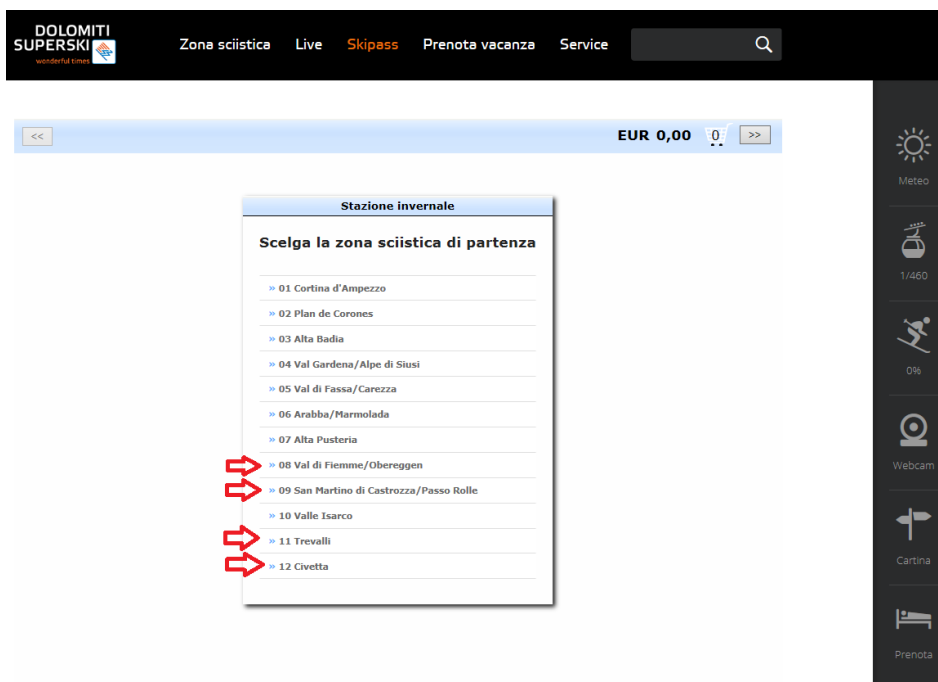 DOLOMITI
SUPERSKI
wonderful times
Zona sciistica Live Skipass Prenota vacanza Service
<< EUR 0,00 0 >>
Stazione invernale
Scelga la zona sciistica di partenza
» 01 Cortina d'Ampezzo
» 02 Plan de Corones
» 03 Alta Badia
» 04 Val Gardena/Alpe di Siusi
» 05 Val di Fassa/Carezza
» 06 Arabba/Marmolada
» 07 Alta Pusteria
» 08 Val di Fiemme/Obereggen
» 09 San Martino di Castrozza/Passo Rolle
» 10 Valle Isarco
» 11 Trevalli
» 12 Civetta
Meteo
1/460
0%
Webcam
Cartina
Prenota